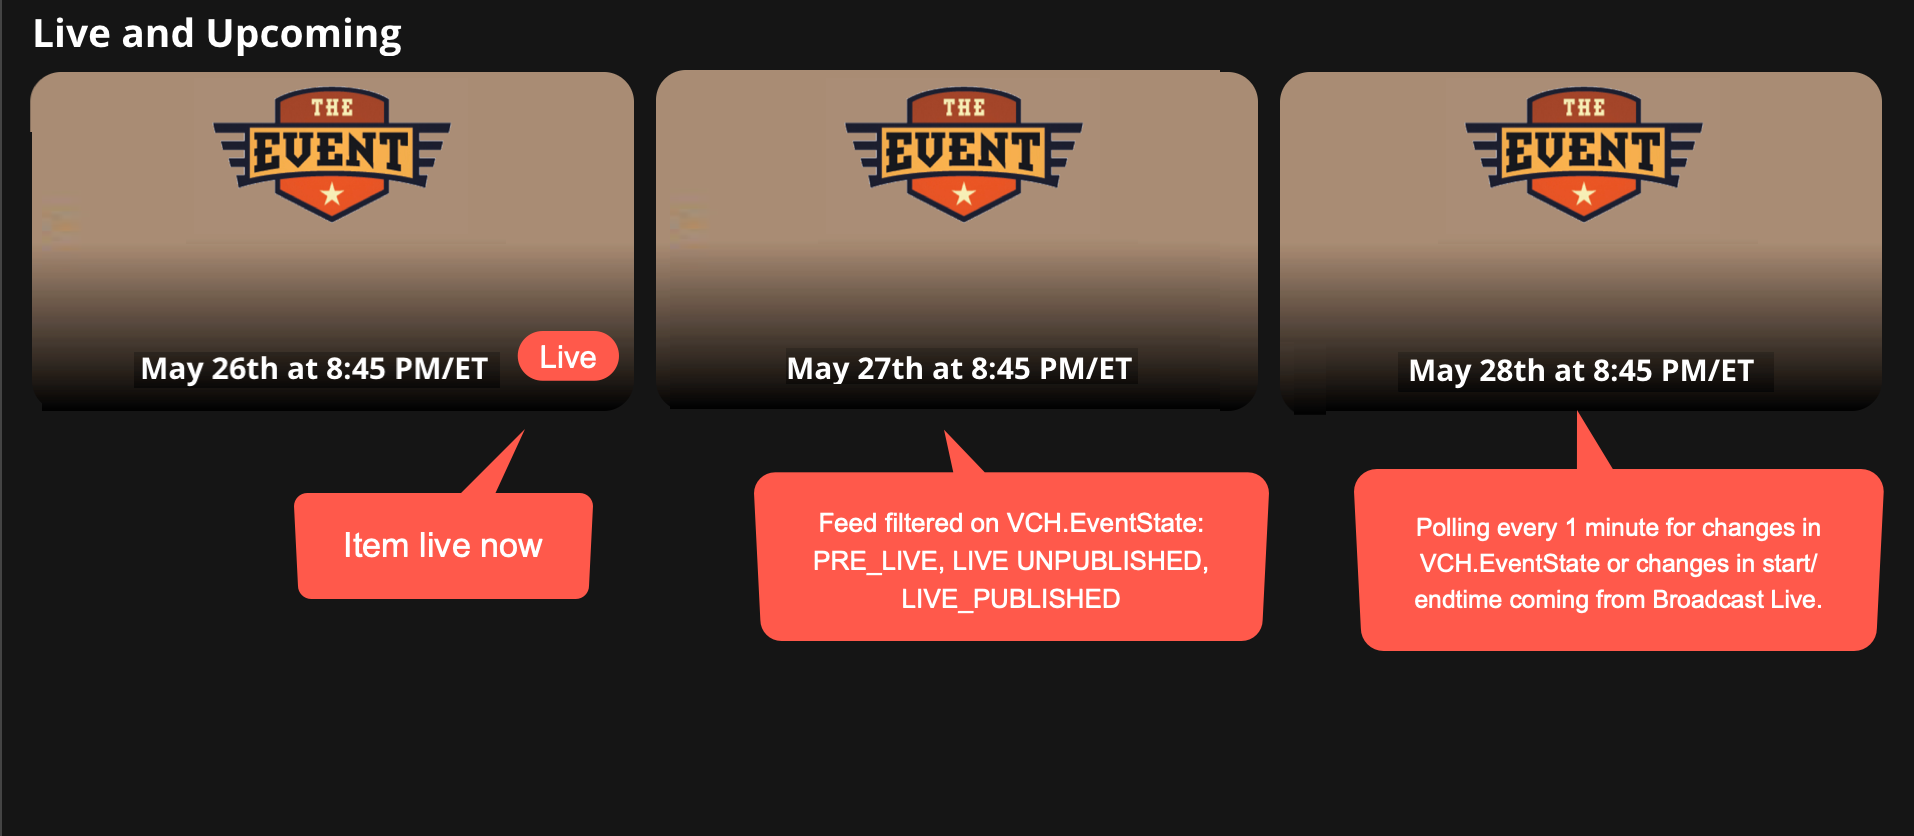 Live and Upcoming
THE
EVENT
May 26th at 8:45 PM/ET
Live
THE
EVENT
May 27th at 8:45 PM/ET
THE
EVENT
May 28th at 8:45 PM/ET
Item live now
Feed filtered on VCH.EventState:
PRE_LIVE, LIVE UNPUBLISHED,
LIVE_PUBLISHED
Polling every 1 minute for changes in
VCH.EventState or changes in start/
endtime coming from Broadcast Live.